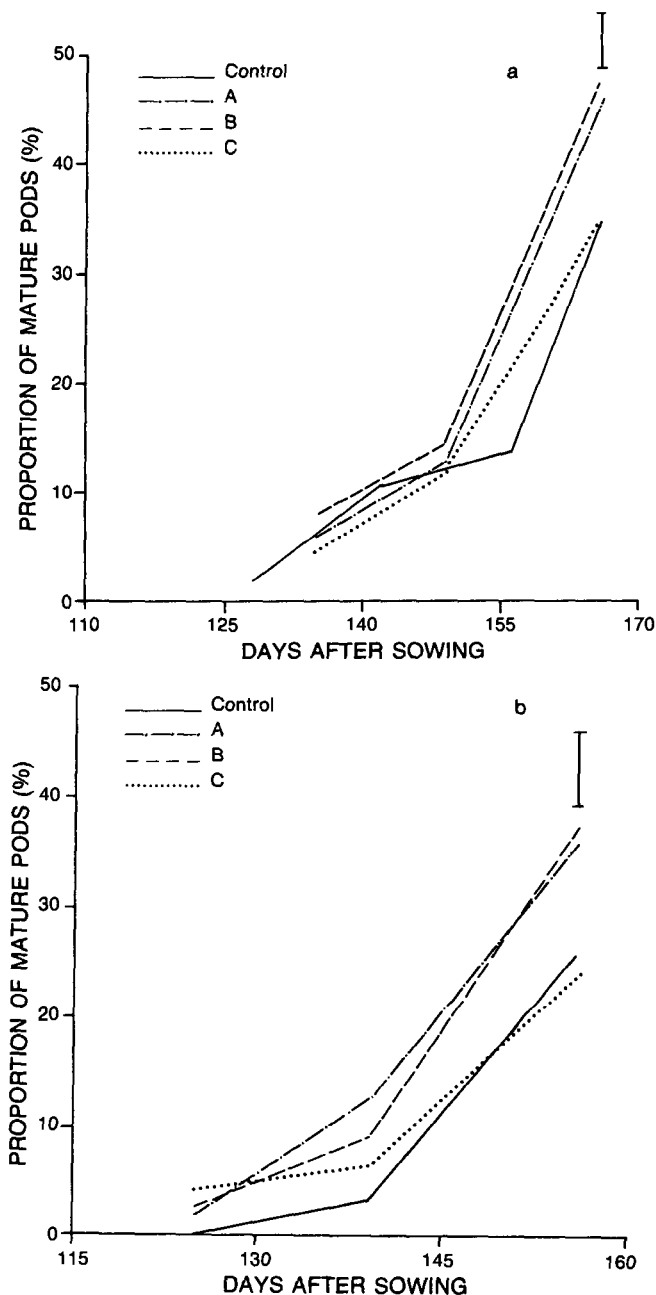 50
40
30
20
10
0
PROPORTION OF MATURE PODS (%)
Control
A
B
C
a
110 125 140 155 170
DAYS AFTER SOWING
50
40
30
20
10
0
PROPORTION OF MATURE PODS (%)
Control
A
B
C
b
115 130 145 160
DAYS AFTER SOWING